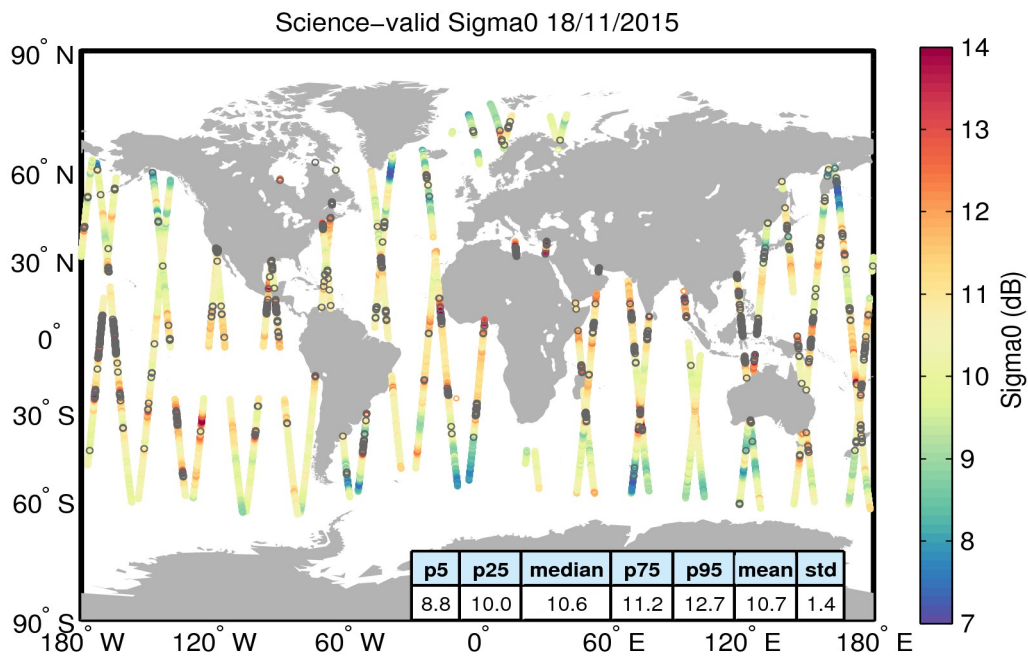 Science−valid Sigma0 18/11/2015
90° N
60° N
30° N
0°
30° S
60° S
90° S
180° W
120° W
60° W
0°
60° E
120° E
180° E
p5 p25 median p75 p95 mean std
8.8 10.0 10.6 11.2 12.7 10.7 1.4
14
13
12
11
10
9
8
7
Sigma0 (dB)